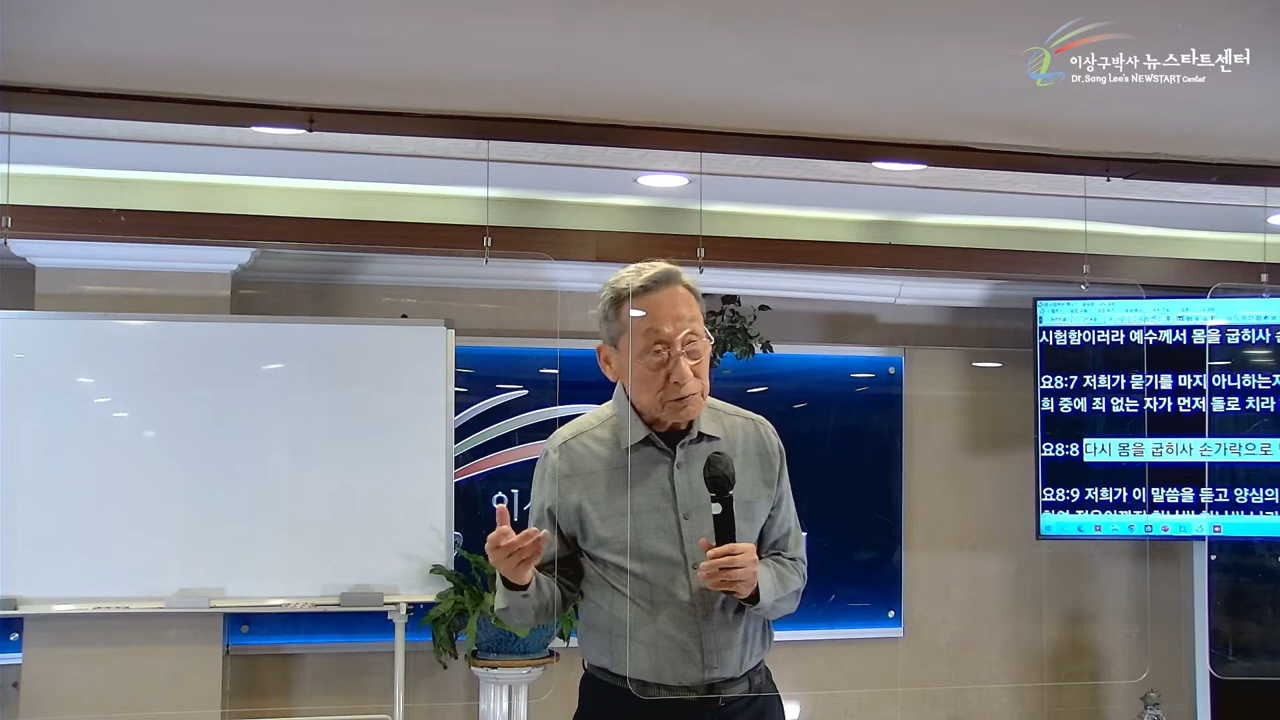 이상구박사 뉴스타트센터
Dr. Sang Lee's NEWSTART Center
시험함이러라 예수께서 몸을 굽히사
요8:7 저희가 묻기를 마지 아니하는
희 중에 죄 없는 자가 먼저 돌로 치라
요8:8 다시 몸을 굽히사 손가락으로
요8:9 저희가 이 말씀을 듣고 양심의